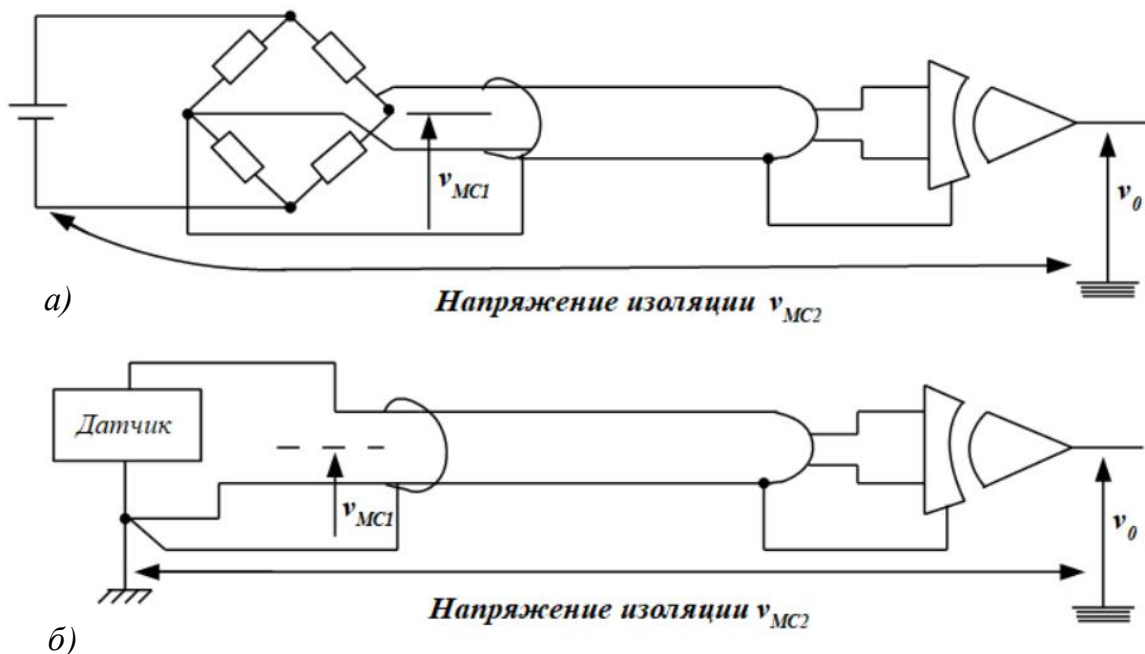 v_MC1
v_0
а)
Напряжение изоляции v_MC2
Датчик
v_MC1
v_0
Напряжение изоляции v_MC2
б)